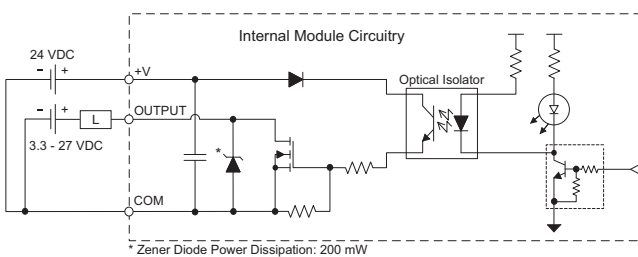 Internal Module Circuitry
24 VDC
- +
+V
Optical Isolator
- +
L
OUTPUT
3.3 - 27 VDC
*
COM
* Zener Diode Power Dissipation: 200 mW